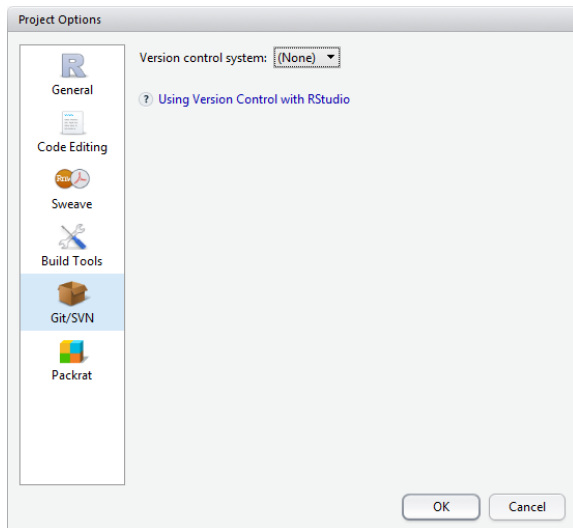 Project Options
General
Code Editing
Sweave
Build Tools
Git/SVN
Packrat
Version control system: (None)
? Using Version Control with RStudio
OK
Cancel